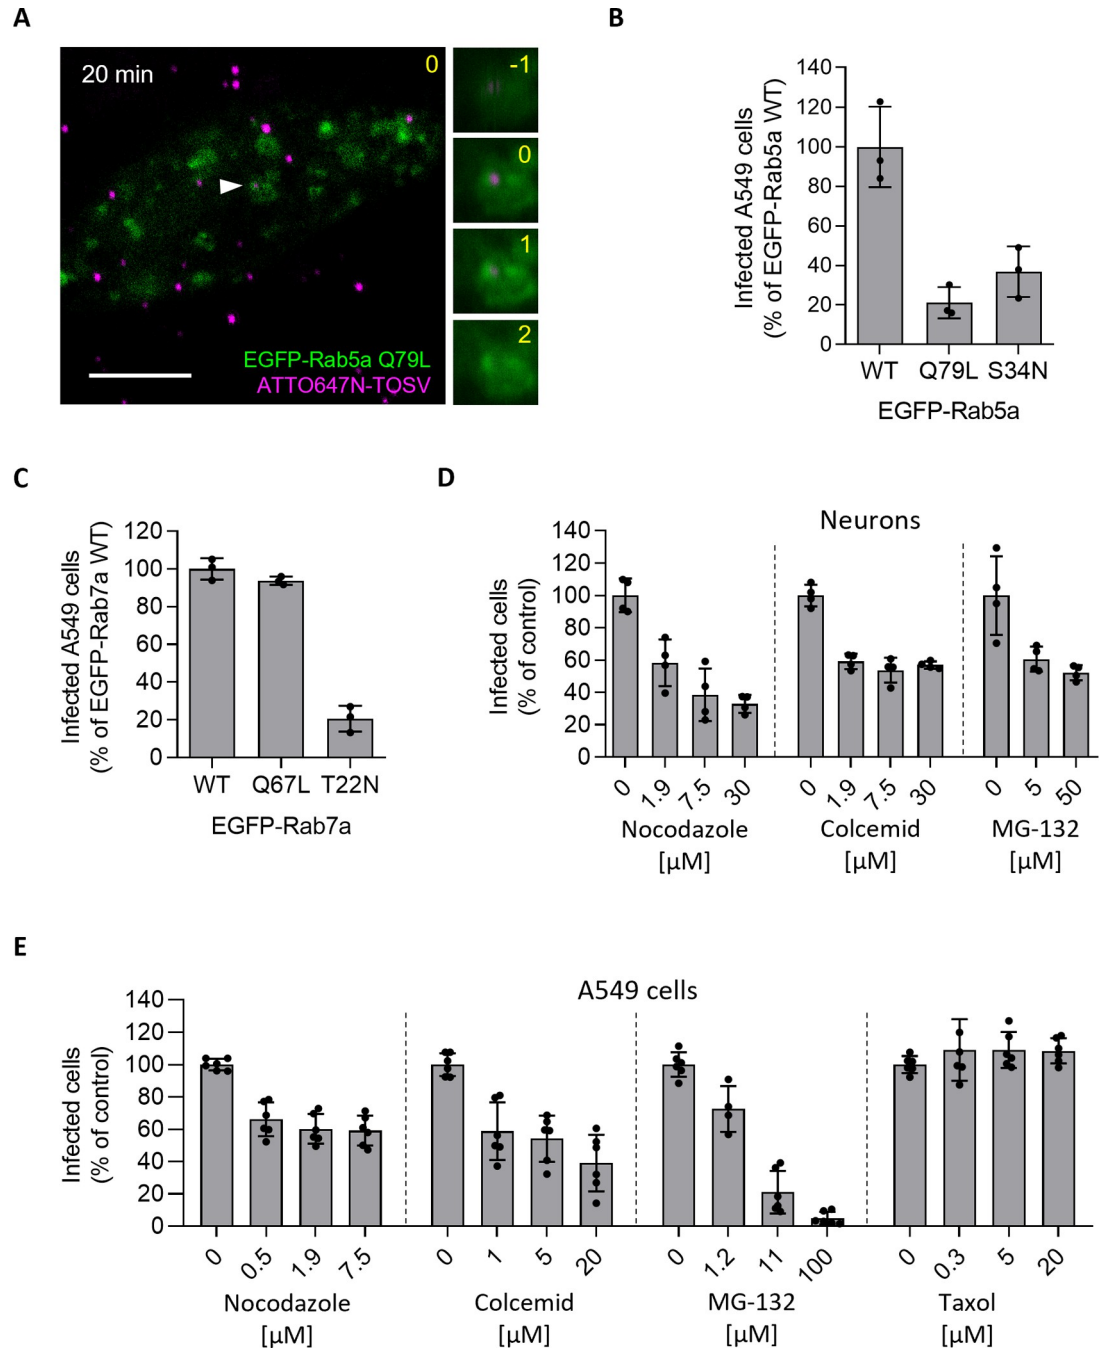 A
20 min
0
-1
0
1
2
EGFP-Rab5a Q79L
ATTO647N-TOSV
B
Infected A549 cells
(% of EGFP-Rab5a WT)
140
120
100
80
60
40
20
0
WT Q79L S34N
EGFP-Rab5a
C
Infected A549 cells
(% of EGFP-Rab7a WT)
120
100
80
60
40
20
0
WT Q67L T22N
EGFP-Rab7a
D
Neurons
Infected cells
(% of control)
140
120
100
80
60
40
20
0
0 1.9 7.5 30 0 1.9 7.5 30 0 5 50
Nocodazole Colcemid MG-132
[µM] [µM] [µM]
E
A549 cells
Infected cells
(% of control)
140
120
100
80
60
40
20
0
0 0.5 1.9 7.5 0 1 5 20 0 1.2 11 100 0 0.3 5 20
Nocodazole Colcemid MG-132 Taxol
[µM] [µM] [µM] [µM]